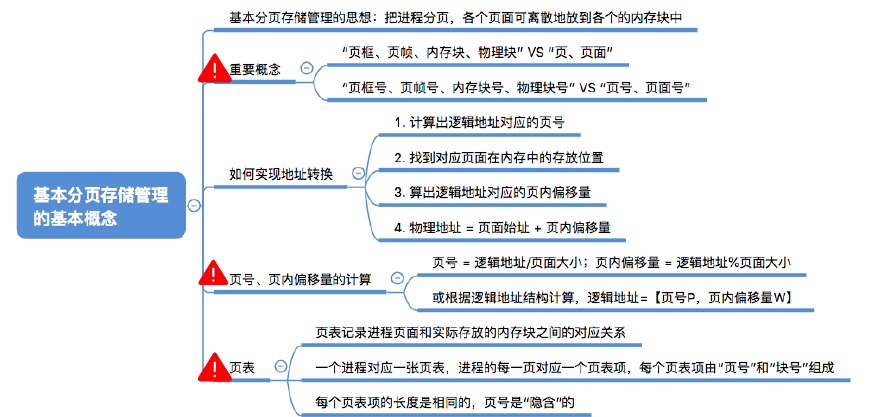 基本分页存储管理的思想：把进程分页，各个页面可离散地放到各个的内存块中
重要概念
“页框、页帧、内存块、物理块” VS “页、页面”
“页框号、页帧号、内存块号、物理块号” VS “页号、页面号”
基本分页存储管理
的基本概念
如何实现地址转换
1. 计算出逻辑地址对应的页号
2. 找到对应页面在内存中的存放位置
3. 算出逻辑地址对应的页内偏移量
4. 物理地址 = 页面始址 + 页内偏移量
页号、页内偏移量的计算
页号 = 逻辑地址/页面大小；页内偏移量 = 逻辑地址%页面大小
或根据逻辑地址结构计算，逻辑地址=【页号P，页内偏移量W】
页表
页表记录进程页面和实际存放的内存块之间的对应关系
一个进程对应一张页表，进程的每一页对应一个页表项，每个页表项由“页号”和“块号”组成
每个页表项的长度是相同的，页号是“隐含”的